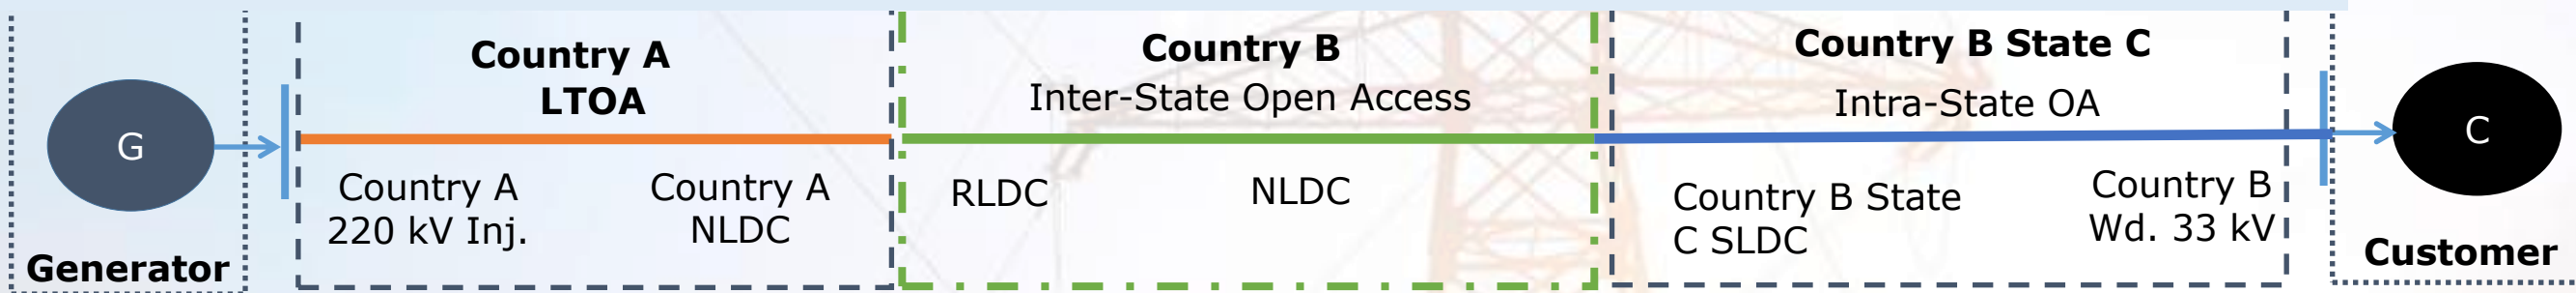 G
Generator
Country A
LTOA
Country A
220 kV Inj.
Country A
NLDC
Country B
Inter-State Open Access
RLDC
NLDC
Country B State C
Intra-State OA
Country B State
C SLDC
Country B
Wd. 33 kV
C
Customer